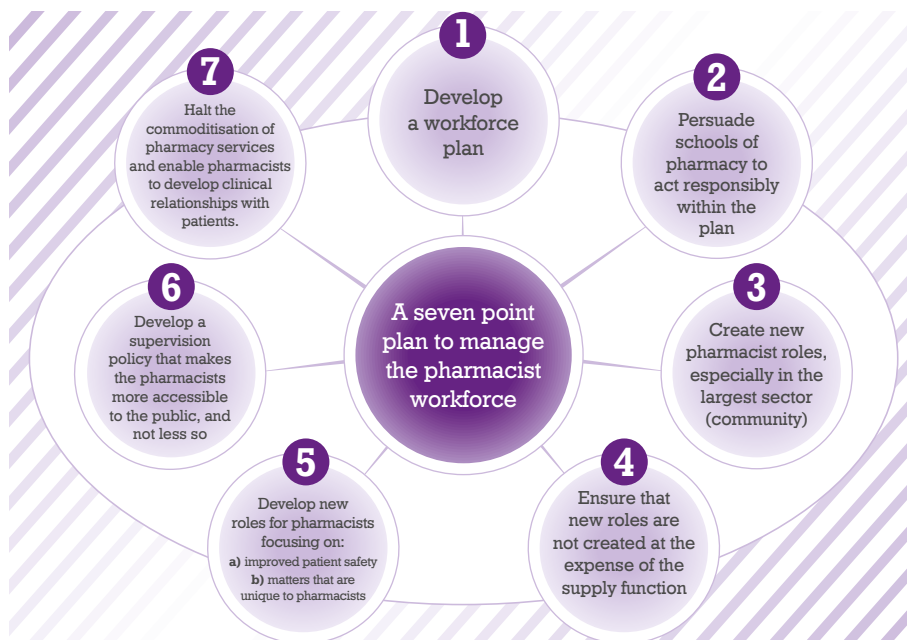 A seven point
plan to manage
the pharmacist
workforce
1
Develop
a workforce
plan
2
Persuade
schools of
pharmacy to
act responsibly
within the
plan
3
Create new
pharmacist roles,
especially in the
largest sector
(community)
4
Ensure that
new roles are
not created at the
expense of the
supply function
5
Develop new
roles for pharmacists
focusing on:
a) improved patient safety
b) matters that are
unique to pharmacists
6
Develop a
supervision
policy that makes
the pharmacists
more accessible
to the public, and
not less so
7
Halt the
commoditisation of
pharmacy services
and enable pharmacists
to develop clinical
relationships with
patients.